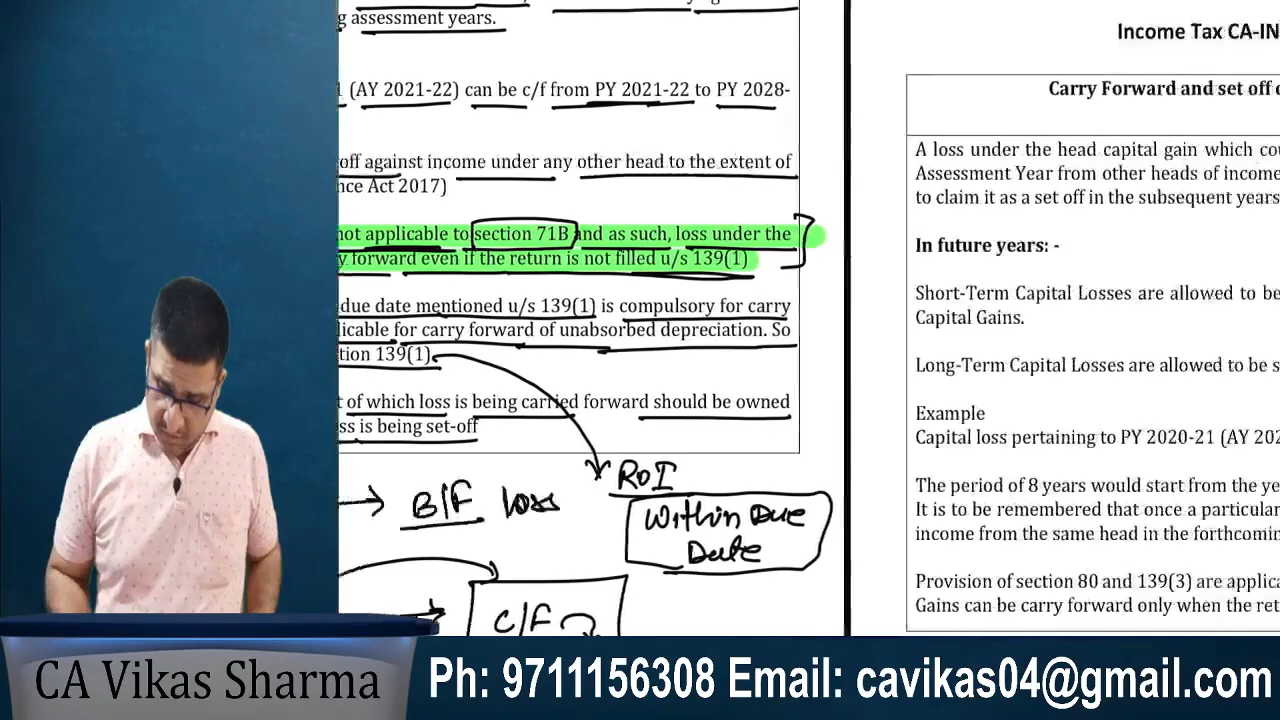 g assessment years.
1 (AY 2021-22) can be c/f from PY 2021-22 to PY 2028-
off against income under any other head to the extent of
nce Act 2017)
not applicable to section 71B and as such, loss under the
y forward even if the return is not filled u/s 139(1)
due date mentioned u/s 139(1) is compulsory for carry
licable for carry forward of unabsorbed depreciation. So
tion 139(1).
t of which loss is being carried forward should be owned
ss is being set-off
RoI
B/F loss
Within Due
Date
C/F
Income Tax CA-IN
Carry Forward and set off o
A loss under the head capital gain which cou
Assessment Year from other heads of income
to claim it as a set off in the subsequent years
In future years: -
Short-Term Capital Losses are allowed to be
Capital Gains.
Long-Term Capital Losses are allowed to be s
Example
Capital loss pertaining to PY 2020-21 (AY 202
The period of 8 years would start from the ye
It is to be remembered that once a particular
income from the same head in the forthcomin
Provision of section 80 and 139(3) are applica
Gains can be carry forward only when the ret
CA Vikas Sharma
Ph: 9711156308 Email: cavikas04@gmail.com